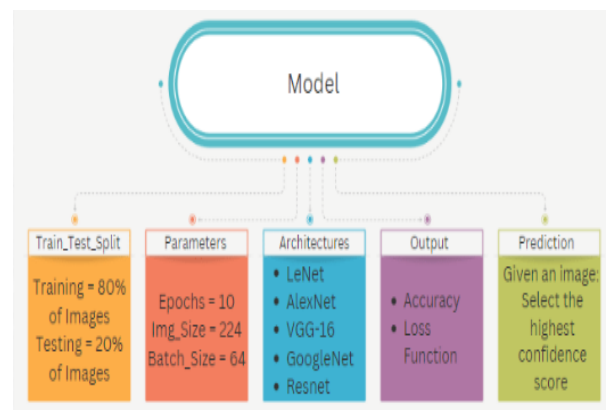 Model
Train_Test_Split
Training = 80%
of Images
Testing = 20%
of Images
Parameters
Epochs = 10
Img_Size = 224
Batch_Size = 64
Architectures
• LeNet
• AlexNet
• VGG-16
• GoogleNet
• Resnet
Output
• Accuracy
• Loss
Function
Prediction
Given an image:
Select the
highest
confidence
score